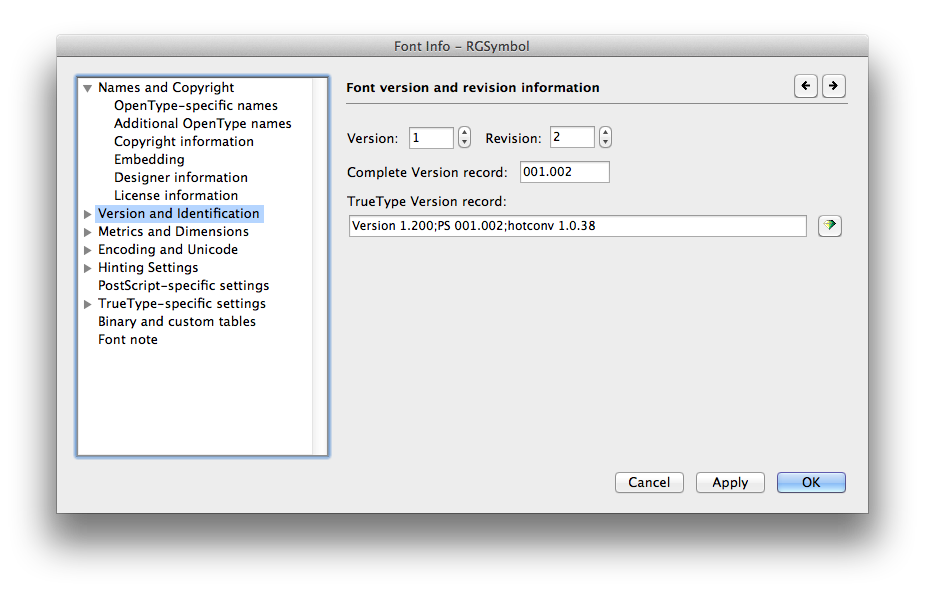 Font Info – RGSymbol
Names and Copyright
OpenType-specific names
Additional OpenType names
Copyright information
Embedding
Designer information
License information
Version and Identification
Metrics and Dimensions
Encoding and Unicode
Hinting Settings
PostScript-specific settings
TrueType-specific settings
Binary and custom tables
Font note
Font version and revision information
Version: 1 Revision: 2
Complete Version record: 001.002
TrueType Version record:
Version 1.200;PS 001.002;hotconv 1.0.38
Cancel Apply OK